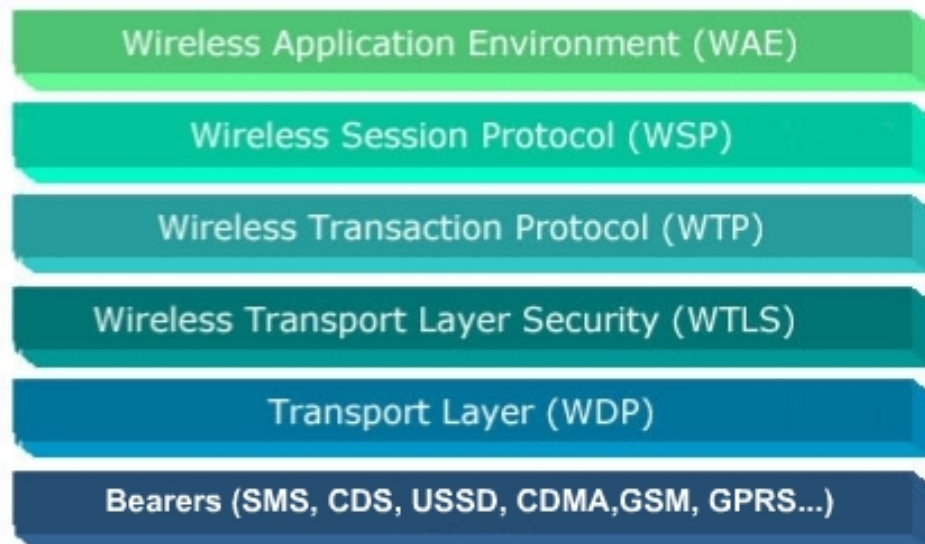 Wireless Application Environment (WAE)
Wireless Session Protocol (WSP)
Wireless Transaction Protocol (WTP)
Wireless Transport Layer Security (WTLS)
Transport Layer (WDP)
Bearers (SMS, CDS, USSD, CDMA,GSM, GPRS...)